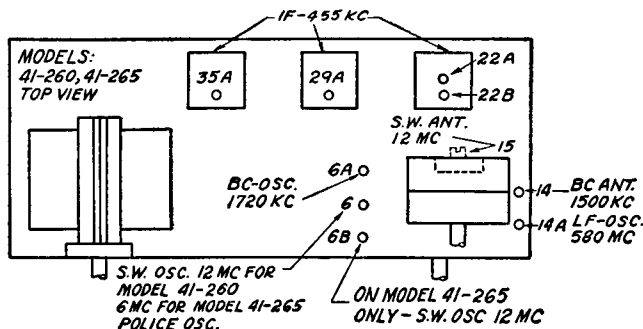 IF-455 KC
MODELS:
41-260, 41-265
TOP VIEW
35A
29A
22A
22B
S.W. ANT.
12 MC
15
6A
BC-OSC.
1720 KC
6
6B
14
BC ANT.
1500 KC
14A
LF-OSC.
580 MC
S.W. OSC. 12 MC FOR
MODEL 41-260
6 MC FOR MODEL 41-265
POLICE OSC.
ON MODEL 41-265
ONLY - S.W. OSC 12 MC